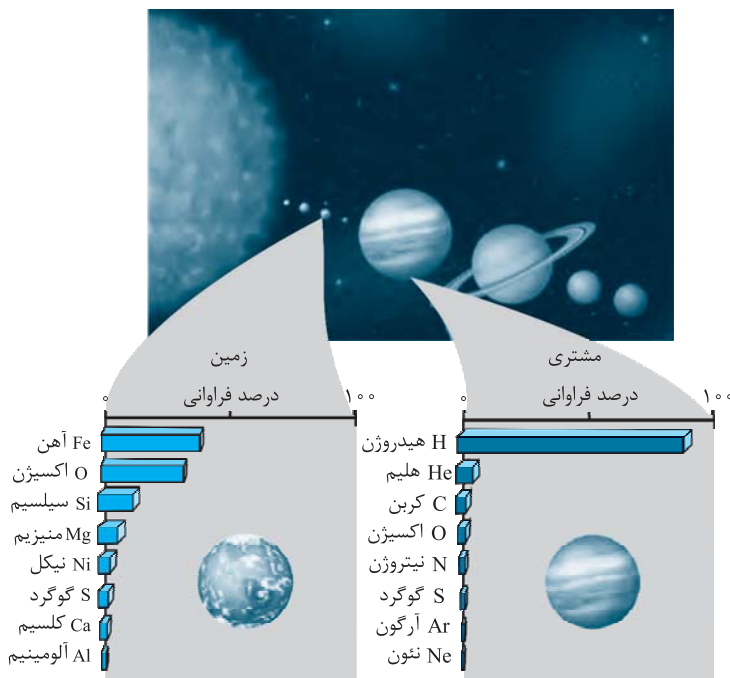 زمین
درصد فراوانی
۰
۱۰۰
Fe آهن
O اکسیژن
Si سیلسیم
Mg منیزیم
Ni نیکل
S گوگرد
Ca کلسیم
Al آلومینیم
مشتری
درصد فراوانی
۰
۱۰۰
H هیدروژن
He هلیم
C کربن
O اکسیژن
N نیتروژن
S گوگرد
Ar آرگون
Ne نئون